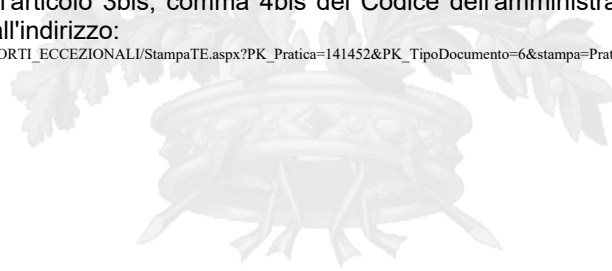 l'articolo 3bis, comma 4bis del Codice dell'amministra
all'indirizzo:
ORTI_ECCEZIONALI/StampaTE.aspx?PK_Pratica=141452&PK_TipoDocumento=6&stampa=Prat